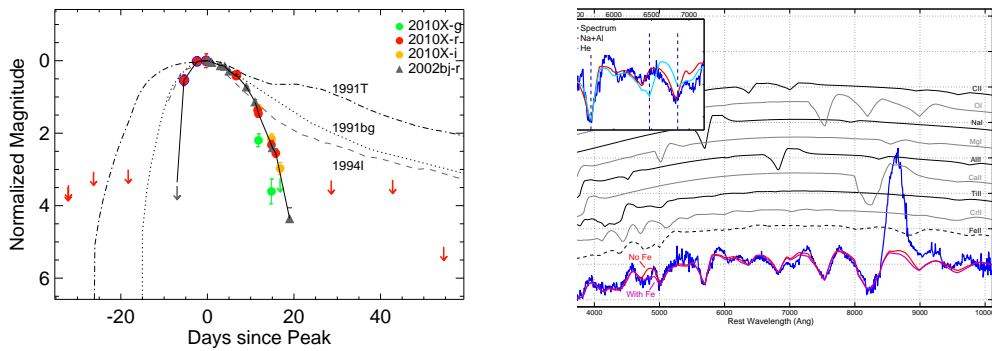 2010X-g
2010X-r
2010X-i
2002bj-r
1991T
1991bg
1994I
Normalized Magnitude
0
2
4
6
-20
0
20
40
Days since Peak
5800
6000
6500
7000
Spectrum
Na+Al
He
CII
OI
NaI
MgI
AlII
CaII
TiII
CrII
FeII
No Fe
With Fe
4000
5000
6000
7000
8000
9000
10000
Rest Wavelength (Ang)